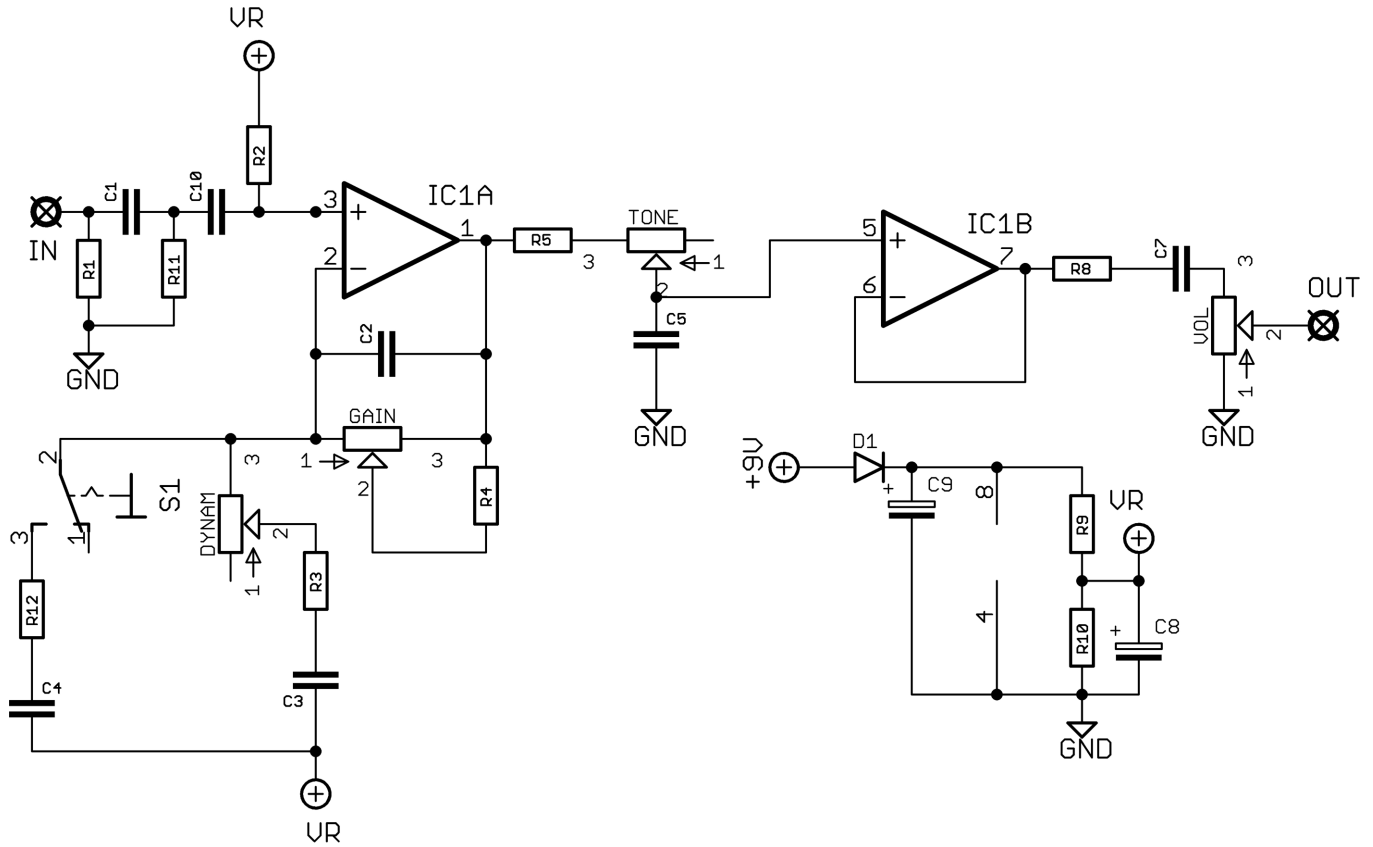 VR
R2
C1
C10
3
IC1A
1
IN
R1
R11
2
R5
TONE
3
1
2
C5
5
IC1B
7
6
R8
C7
3
VOL
2
1
OUT
GND
C2
GAIN
1
3
2
R4
GND
GND
2
S1
3
1
3
DYNAM
2
1
R3
R12
C4
C3
VR
+9V
D1
+
C9
8
4
R9
VR
R10
+
C8
GND